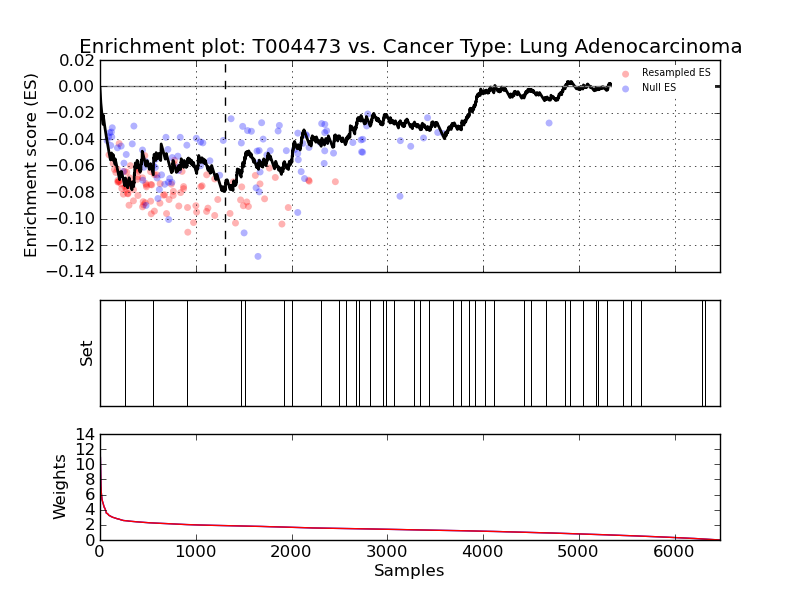 Enrichment plot: T004473 vs. Cancer Type: Lung Adenocarcinoma
Enrichment score (ES)
0.02
0.00
−0.02
−0.04
−0.06
−0.08
−0.10
−0.12
−0.14
Resampled ES
Null ES
Set
Weights
14
12
10
8
6
4
2
0
0 1000 2000 3000 4000 5000 6000
Samples